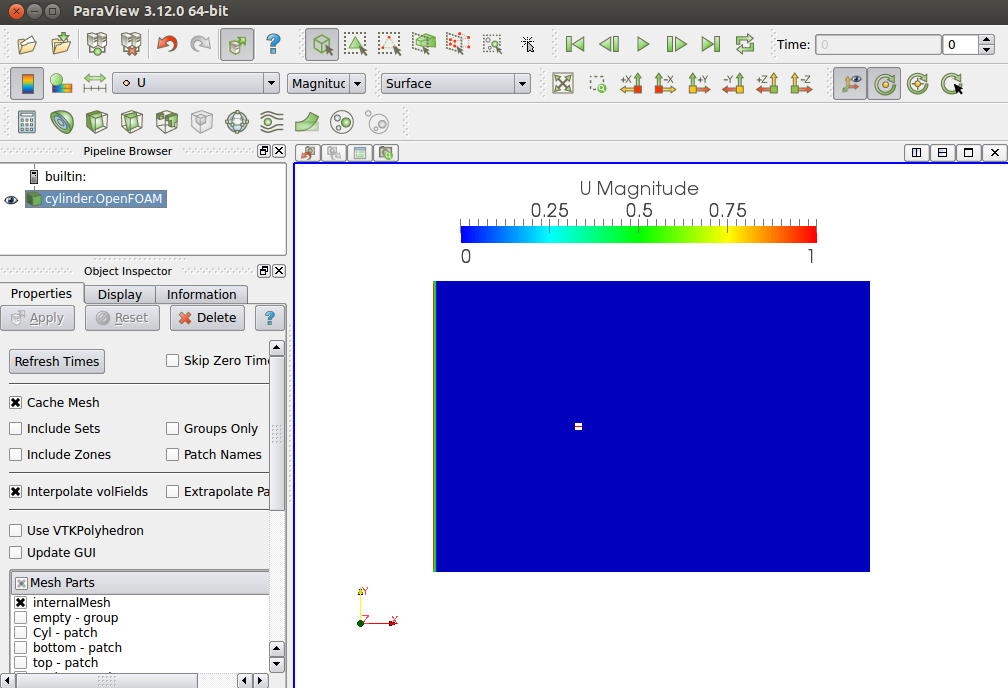 ParaView 3.12.0 64-bit
Time: 0 0
U Magnituc Surface
+X -X +Y -Y +Z -Z
Pipeline Browser
builtin:
cylinder.OpenFOAM
Object Inspector
Properties Display Information
Apply Reset Delete ?
Refresh Times Skip Zero Time
Cache Mesh
Include Sets Groups Only
Include Zones Patch Names
Interpolate volFields Extrapolate Pa
Use VTKPolyhedron
Update GUI
Mesh Parts
internalMesh
empty - group
Cyl - patch
bottom - patch
top - patch
U Magnitude
0.25 0.5 0.75
0 1
Y
Z X